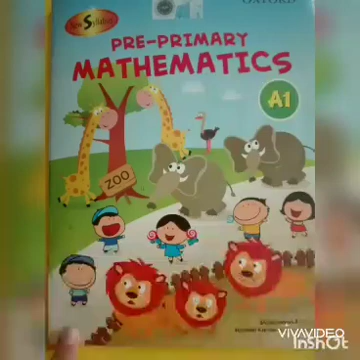 OXFORD
New Syllabus
PRE-PRIMARY
MATHEMATICS
A1
ZOO
VIVAVIDEO
InShOt